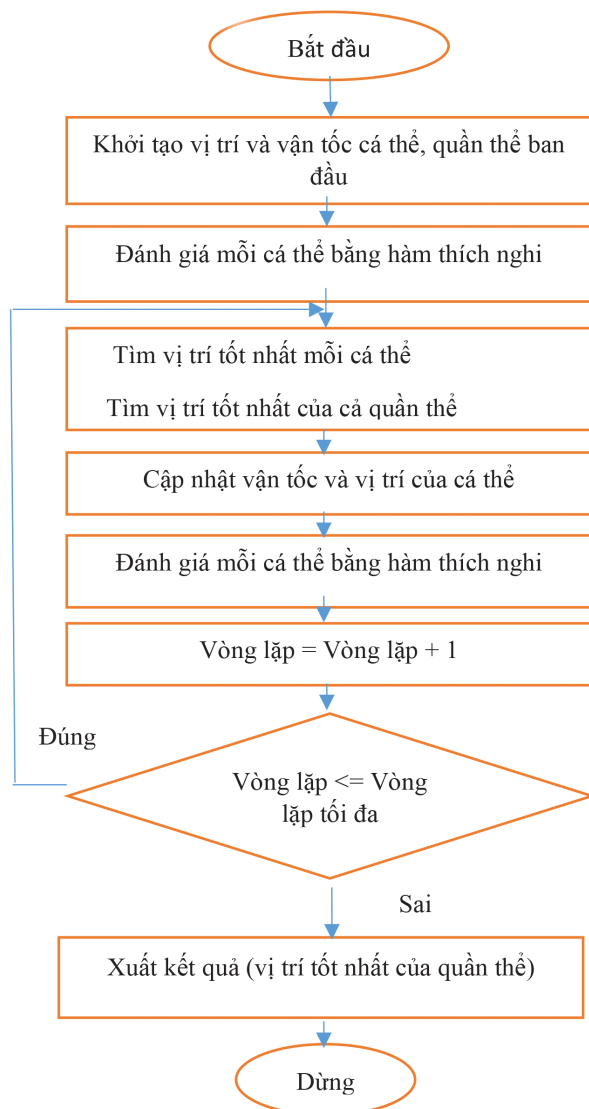 Bắt đầu
Khởi tạo vị trí và vận tốc cá thể, quần thể ban
đầu
Đánh giá mỗi cá thể bằng hàm thích nghi
Tìm vị trí tốt nhất mỗi cá thể
Tìm vị trí tốt nhất của cả quần thể
Cập nhật vận tốc và vị trí của cá thể
Đánh giá mỗi cá thể bằng hàm thích nghi
Vòng lặp = Vòng lặp + 1
Đúng
Vòng lặp <= Vòng
lặp tối đa
Sai
Xuất kết quả (vị trí tốt nhất của quần thể)
Dừng